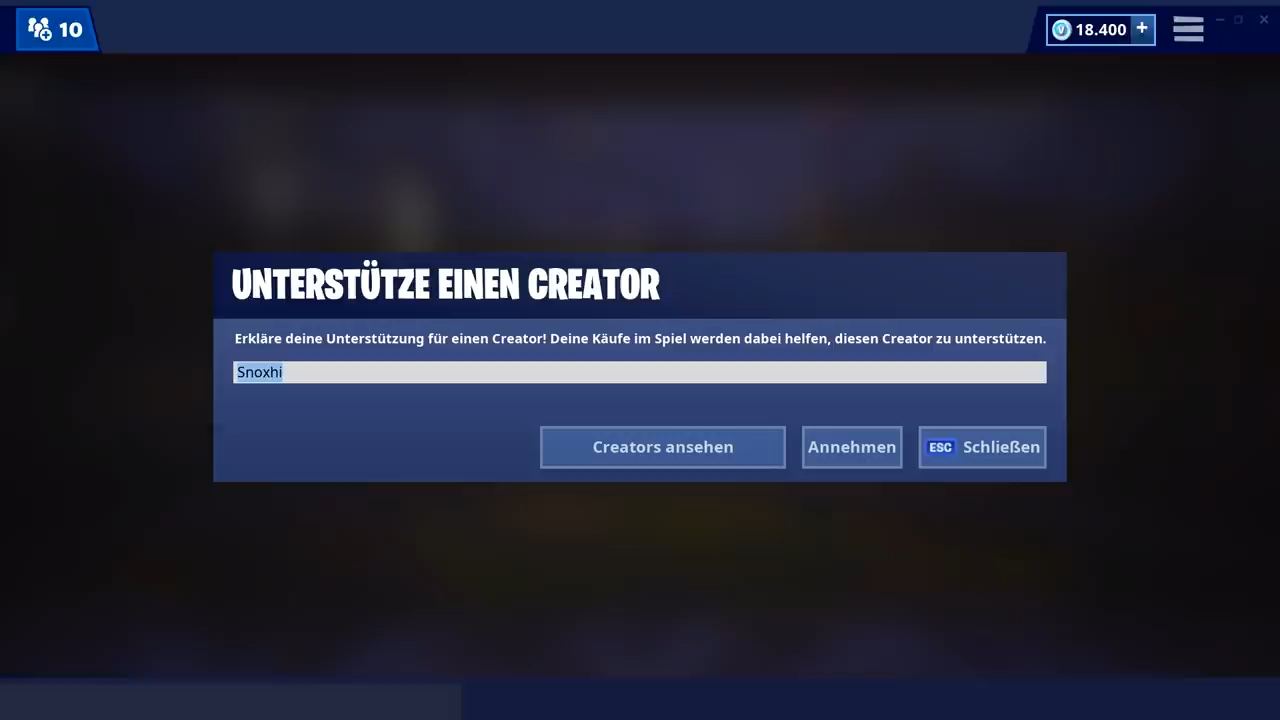 10
18.400 +
UNTERSTÜTZE EINEN CREATOR
Erkläre deine Unterstützung für einen Creator! Deine Käufe im Spiel werden dabei helfen, diesen Creator zu unterstützen.
Snoxhi
Creators ansehen
Annehmen
ESC Schließen